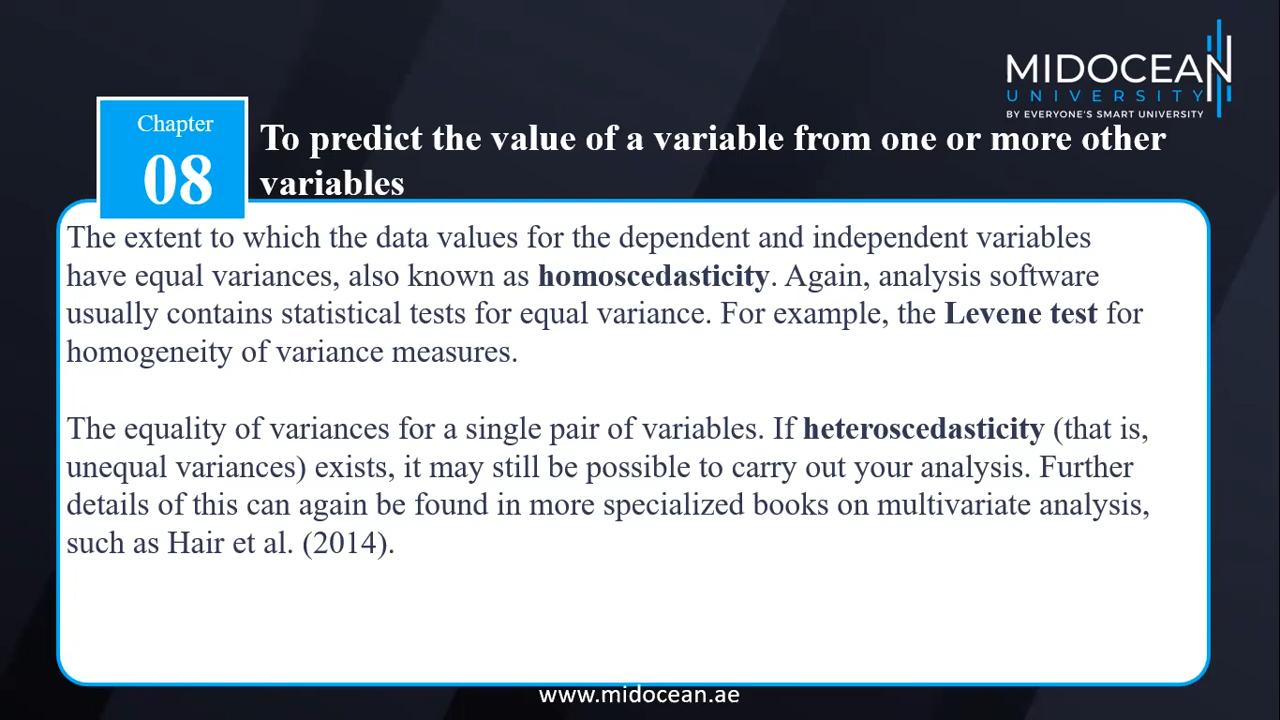 MIDOCEAN
UNIVERSITY
BY EVERYONE'S SMART UNIVERSITY
Chapter
08
To predict the value of a variable from one or more other
variables
The extent to which the data values for the dependent and independent variables
have equal variances, also known as homoscedasticity. Again, analysis software
usually contains statistical tests for equal variance. For example, the Levene test for
homogeneity of variance measures.
The equality of variances for a single pair of variables. If heteroscedasticity (that is,
unequal variances) exists, it may still be possible to carry out your analysis. Further
details of this can again be found in more specialized books on multivariate analysis,
such as Hair et al. (2014).
www.midocean.ae